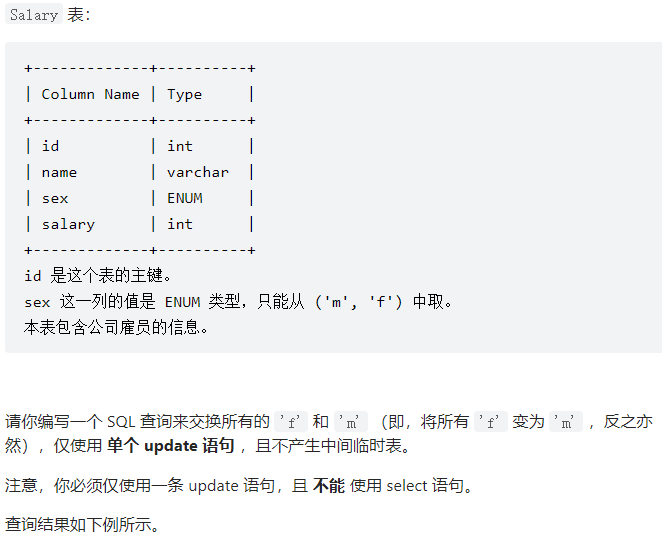 Salary 表：
+-------------+----------+
| Column Name | Type     |
+-------------+----------+
| id          | int      |
| name        | varchar  |
| sex         | ENUM     |
| salary      | int      |
+-------------+----------+
id 是这个表的主键。
sex 这一列的值是 ENUM 类型，只能从 ('m', 'f') 中取。
本表包含公司雇员的信息。
请你编写一个 SQL 查询来交换所有的 'f' 和 'm' （即，将所有 'f' 变为 'm' ，反之亦
然），仅使用 单个 update 语句 ，且不产生中间临时表。
注意，你必须仅使用一条 update 语句，且 不能 使用 select 语句。
查询结果如下例所示。